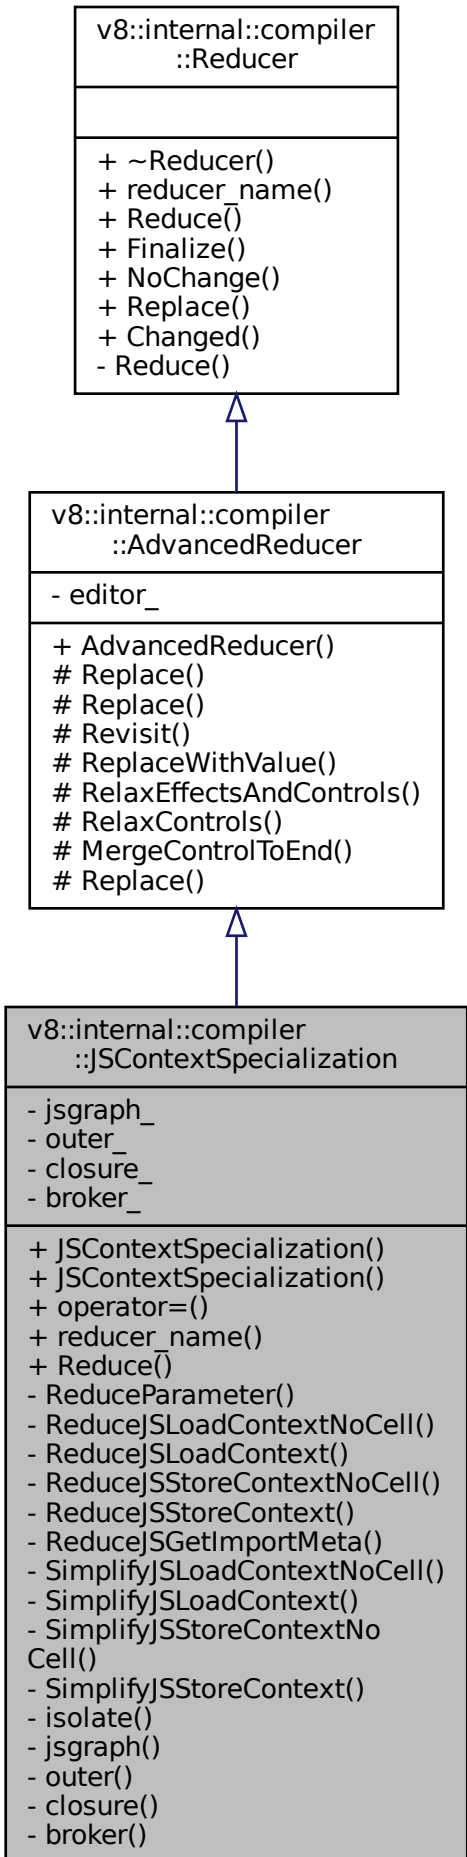 v8::internal::compiler
::Reducer
+ ~Reducer()
+ reducer_name()
+ Reduce()
+ Finalize()
+ NoChange()
+ Replace()
+ Changed()
- Reduce()
v8::internal::compiler
::AdvancedReducer
- editor_
+ AdvancedReducer()
# Replace()
# Replace()
# Revisit()
# ReplaceWithValue()
# RelaxEffectsAndControls()
# RelaxControls()
# MergeControlToEnd()
# Replace()
v8::internal::compiler
::JSContextSpecialization
- jsgraph_
- outer_
- closure_
- broker_
+ JSContextSpecialization()
+ JSContextSpecialization()
+ operator=()
+ reducer_name()
+ Reduce()
- ReduceParameter()
- ReduceJSLoadContextNoCell()
- ReduceJSLoadContext()
- ReduceJSStoreContextNoCell()
- ReduceJSStoreContext()
- ReduceJSGetImportMeta()
- SimplifyJSLoadContextNoCell()
- SimplifyJSLoadContext()
- SimplifyJSStoreContextNo
Cell()
- SimplifyJSStoreContext()
- isolate()
- jsgraph()
- outer()
- closure()
- broker()